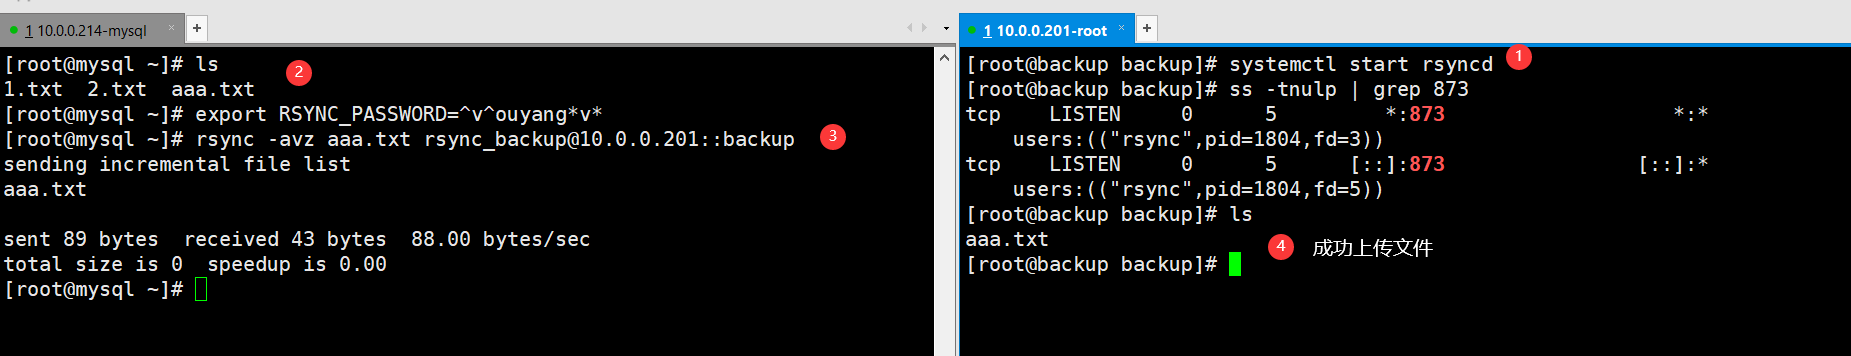 1 10.0.0.214-mysql × +
[root@mysql ~]# ls
2
1.txt  2.txt  aaa.txt
[root@mysql ~]# export RSYNC_PASSWORD=^v^ouyang*v*
[root@mysql ~]# rsync -avz aaa.txt rsync_backup@10.0.0.201::backup
3
sending incremental file list
aaa.txt
sent 89 bytes  received 43 bytes  88.00 bytes/sec
total size is 0  speedup is 0.00
[root@mysql ~]#
1 10.0.0.201-root × +
[root@backup backup]# systemctl start rsyncd
1
[root@backup backup]# ss -tnulp | grep 873
tcp    LISTEN     0      5         *:873                   *:*
    users:(("rsync",pid=1804,fd=3))
tcp    LISTEN     0      5      [::]:873                [::]:*
    users:(("rsync",pid=1804,fd=5))
[root@backup backup]# ls
aaa.txt
4 成功上传文件
[root@backup backup]#